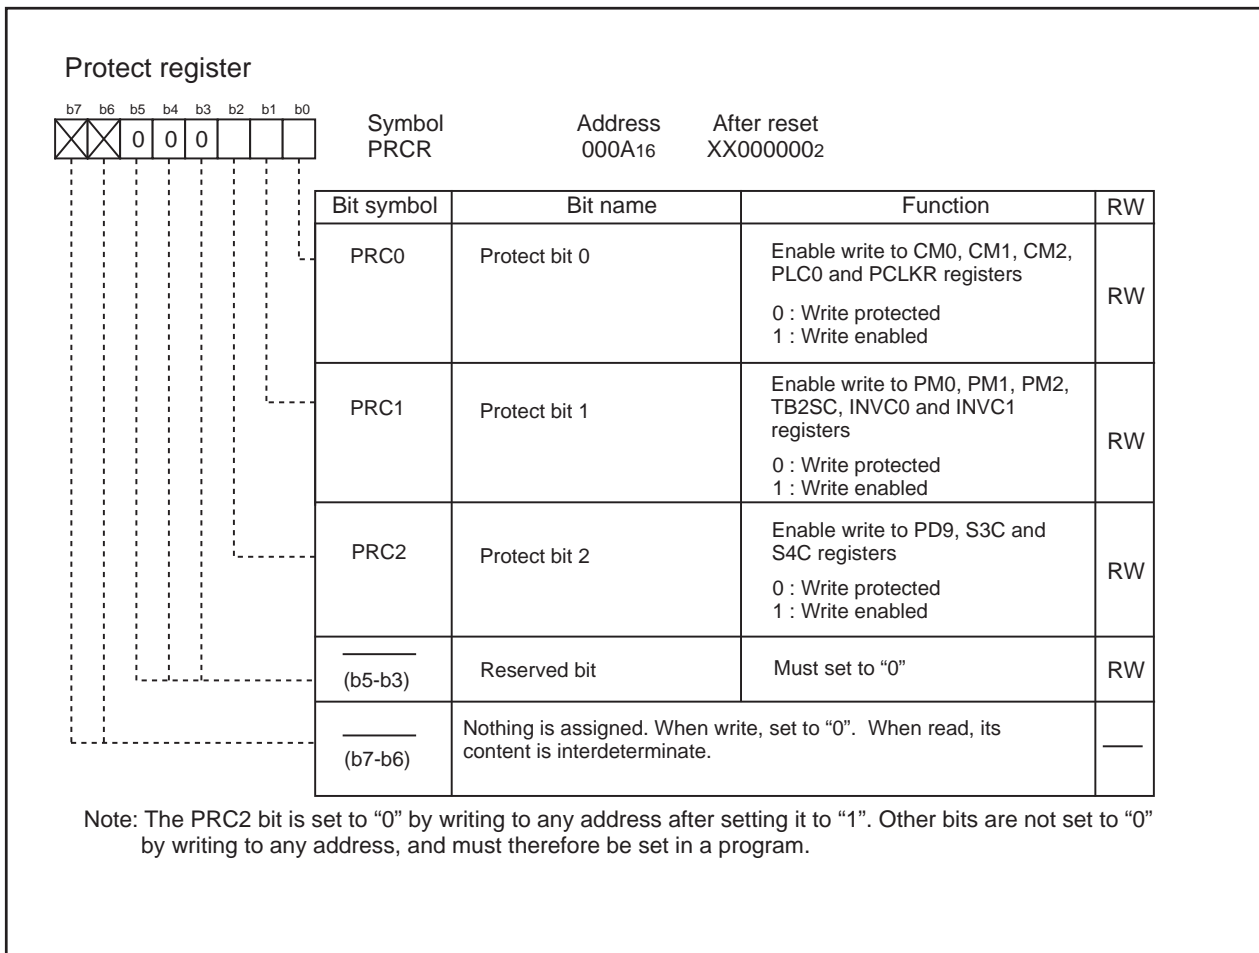 Protect register
b7 b6 b5 b4 b3 b2 b1 b0
0 0 0
Symbol Address After reset
PRCR 000A16 XX0000002
Bit symbol Bit name Function RW
PRC0 Protect bit 0 Enable write to CM0, CM1, CM2,
PLC0 and PCLKR registers
0 : Write protected
1 : Write enabled
RW
PRC1 Protect bit 1 Enable write to PM0, PM1, PM2,
TB2SC, INVC0 and INVC1
registers
0 : Write protected
1 : Write enabled
RW
PRC2 Protect bit 2 Enable write to PD9, S3C and
S4C registers
0 : Write protected
1 : Write enabled
RW
(b5-b3) Reserved bit Must set to “0” RW
(b7-b6) Nothing is assigned. When write, set to “0”. When read, its
content is interdeterminate.
Note: The PRC2 bit is set to “0” by writing to any address after setting it to “1”. Other bits are not set to “0”
by writing to any address, and must therefore be set in a program.